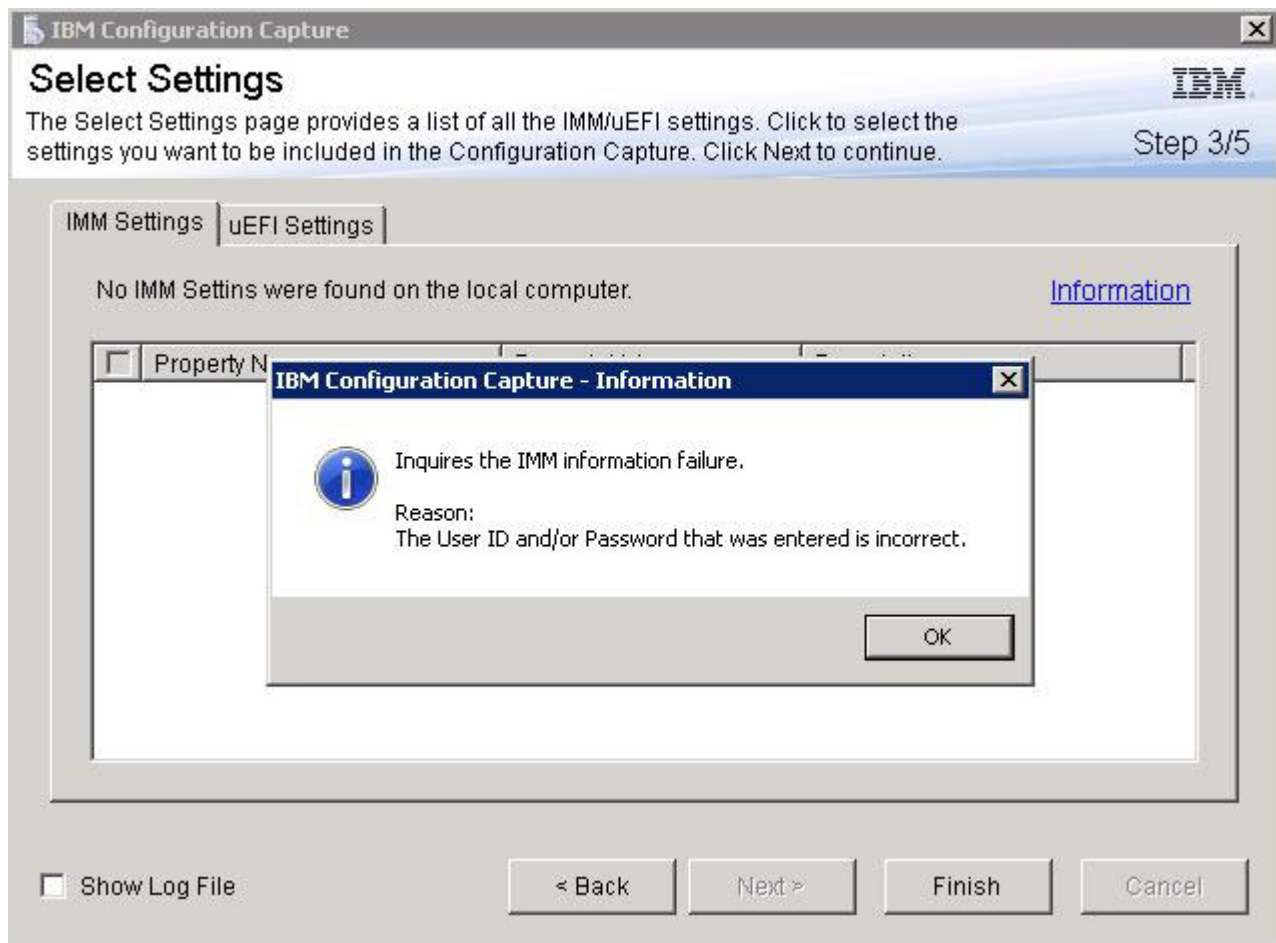 IBM Configuration Capture
Select Settings
IBM
The Select Settings page provides a list of all the IMM/uEFI settings. Click to select the
settings you want to be included in the Configuration Capture. Click Next to continue.
Step 3/5
IMM Settings
uEFI Settings
No IMM Settins were found on the local computer.
Information
Property N
IBM Configuration Capture - Information
Inquires the IMM information failure.
Reason:
The User ID and/or Password that was entered is incorrect.
OK
Show Log File
< Back
Next >
Finish
Cancel